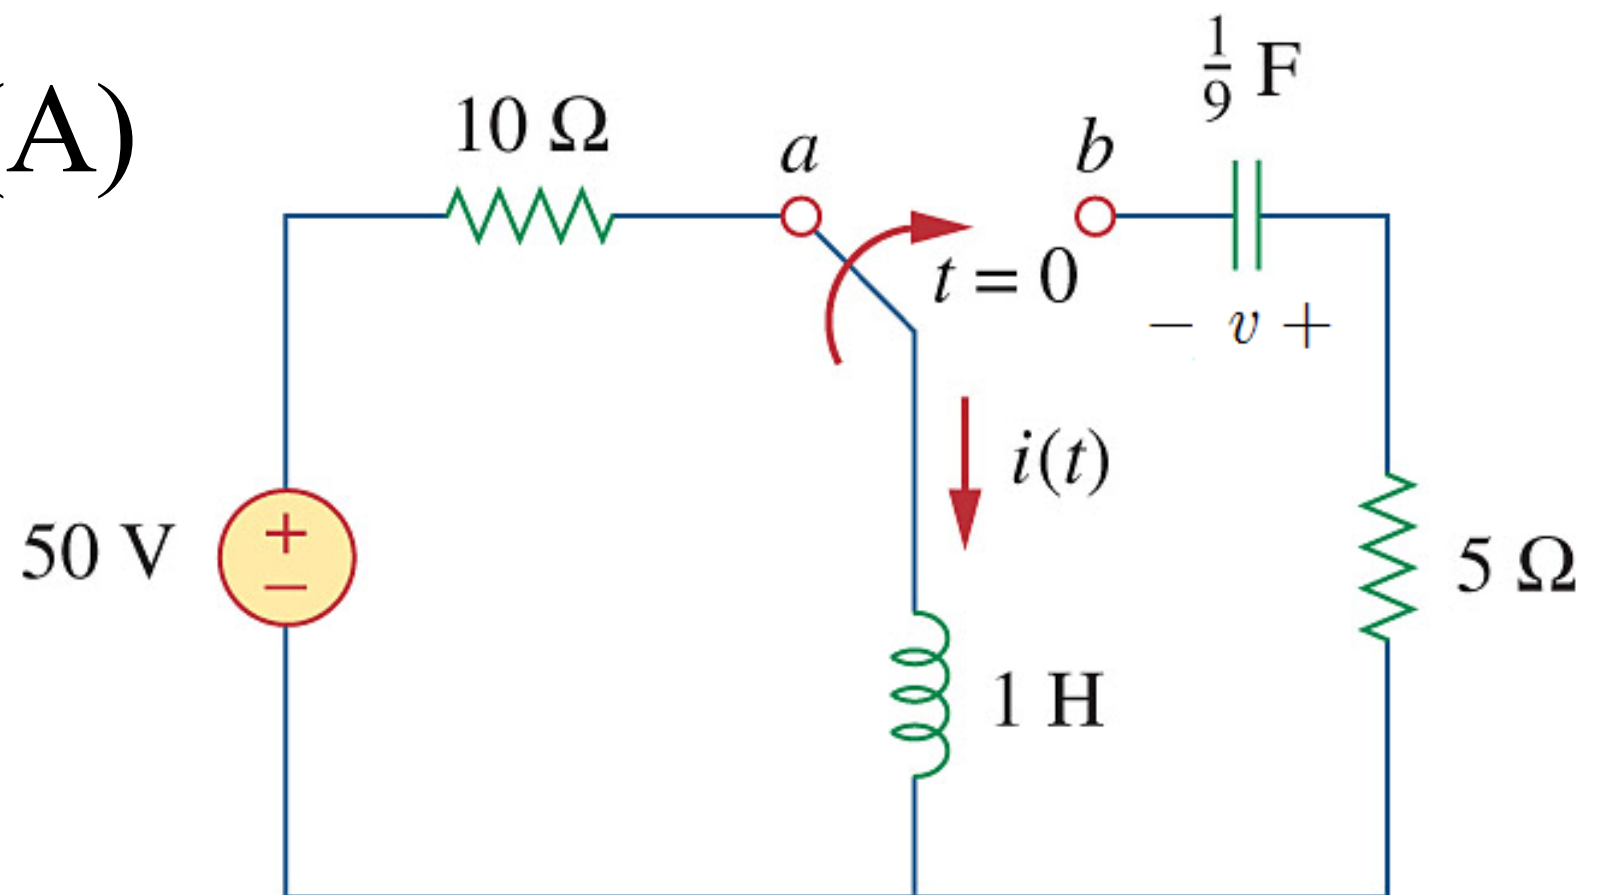 (A)
10 Ω
a
b
1/9 F
t = 0
− v +
i(t)
50 V
+
−
1 H
5 Ω